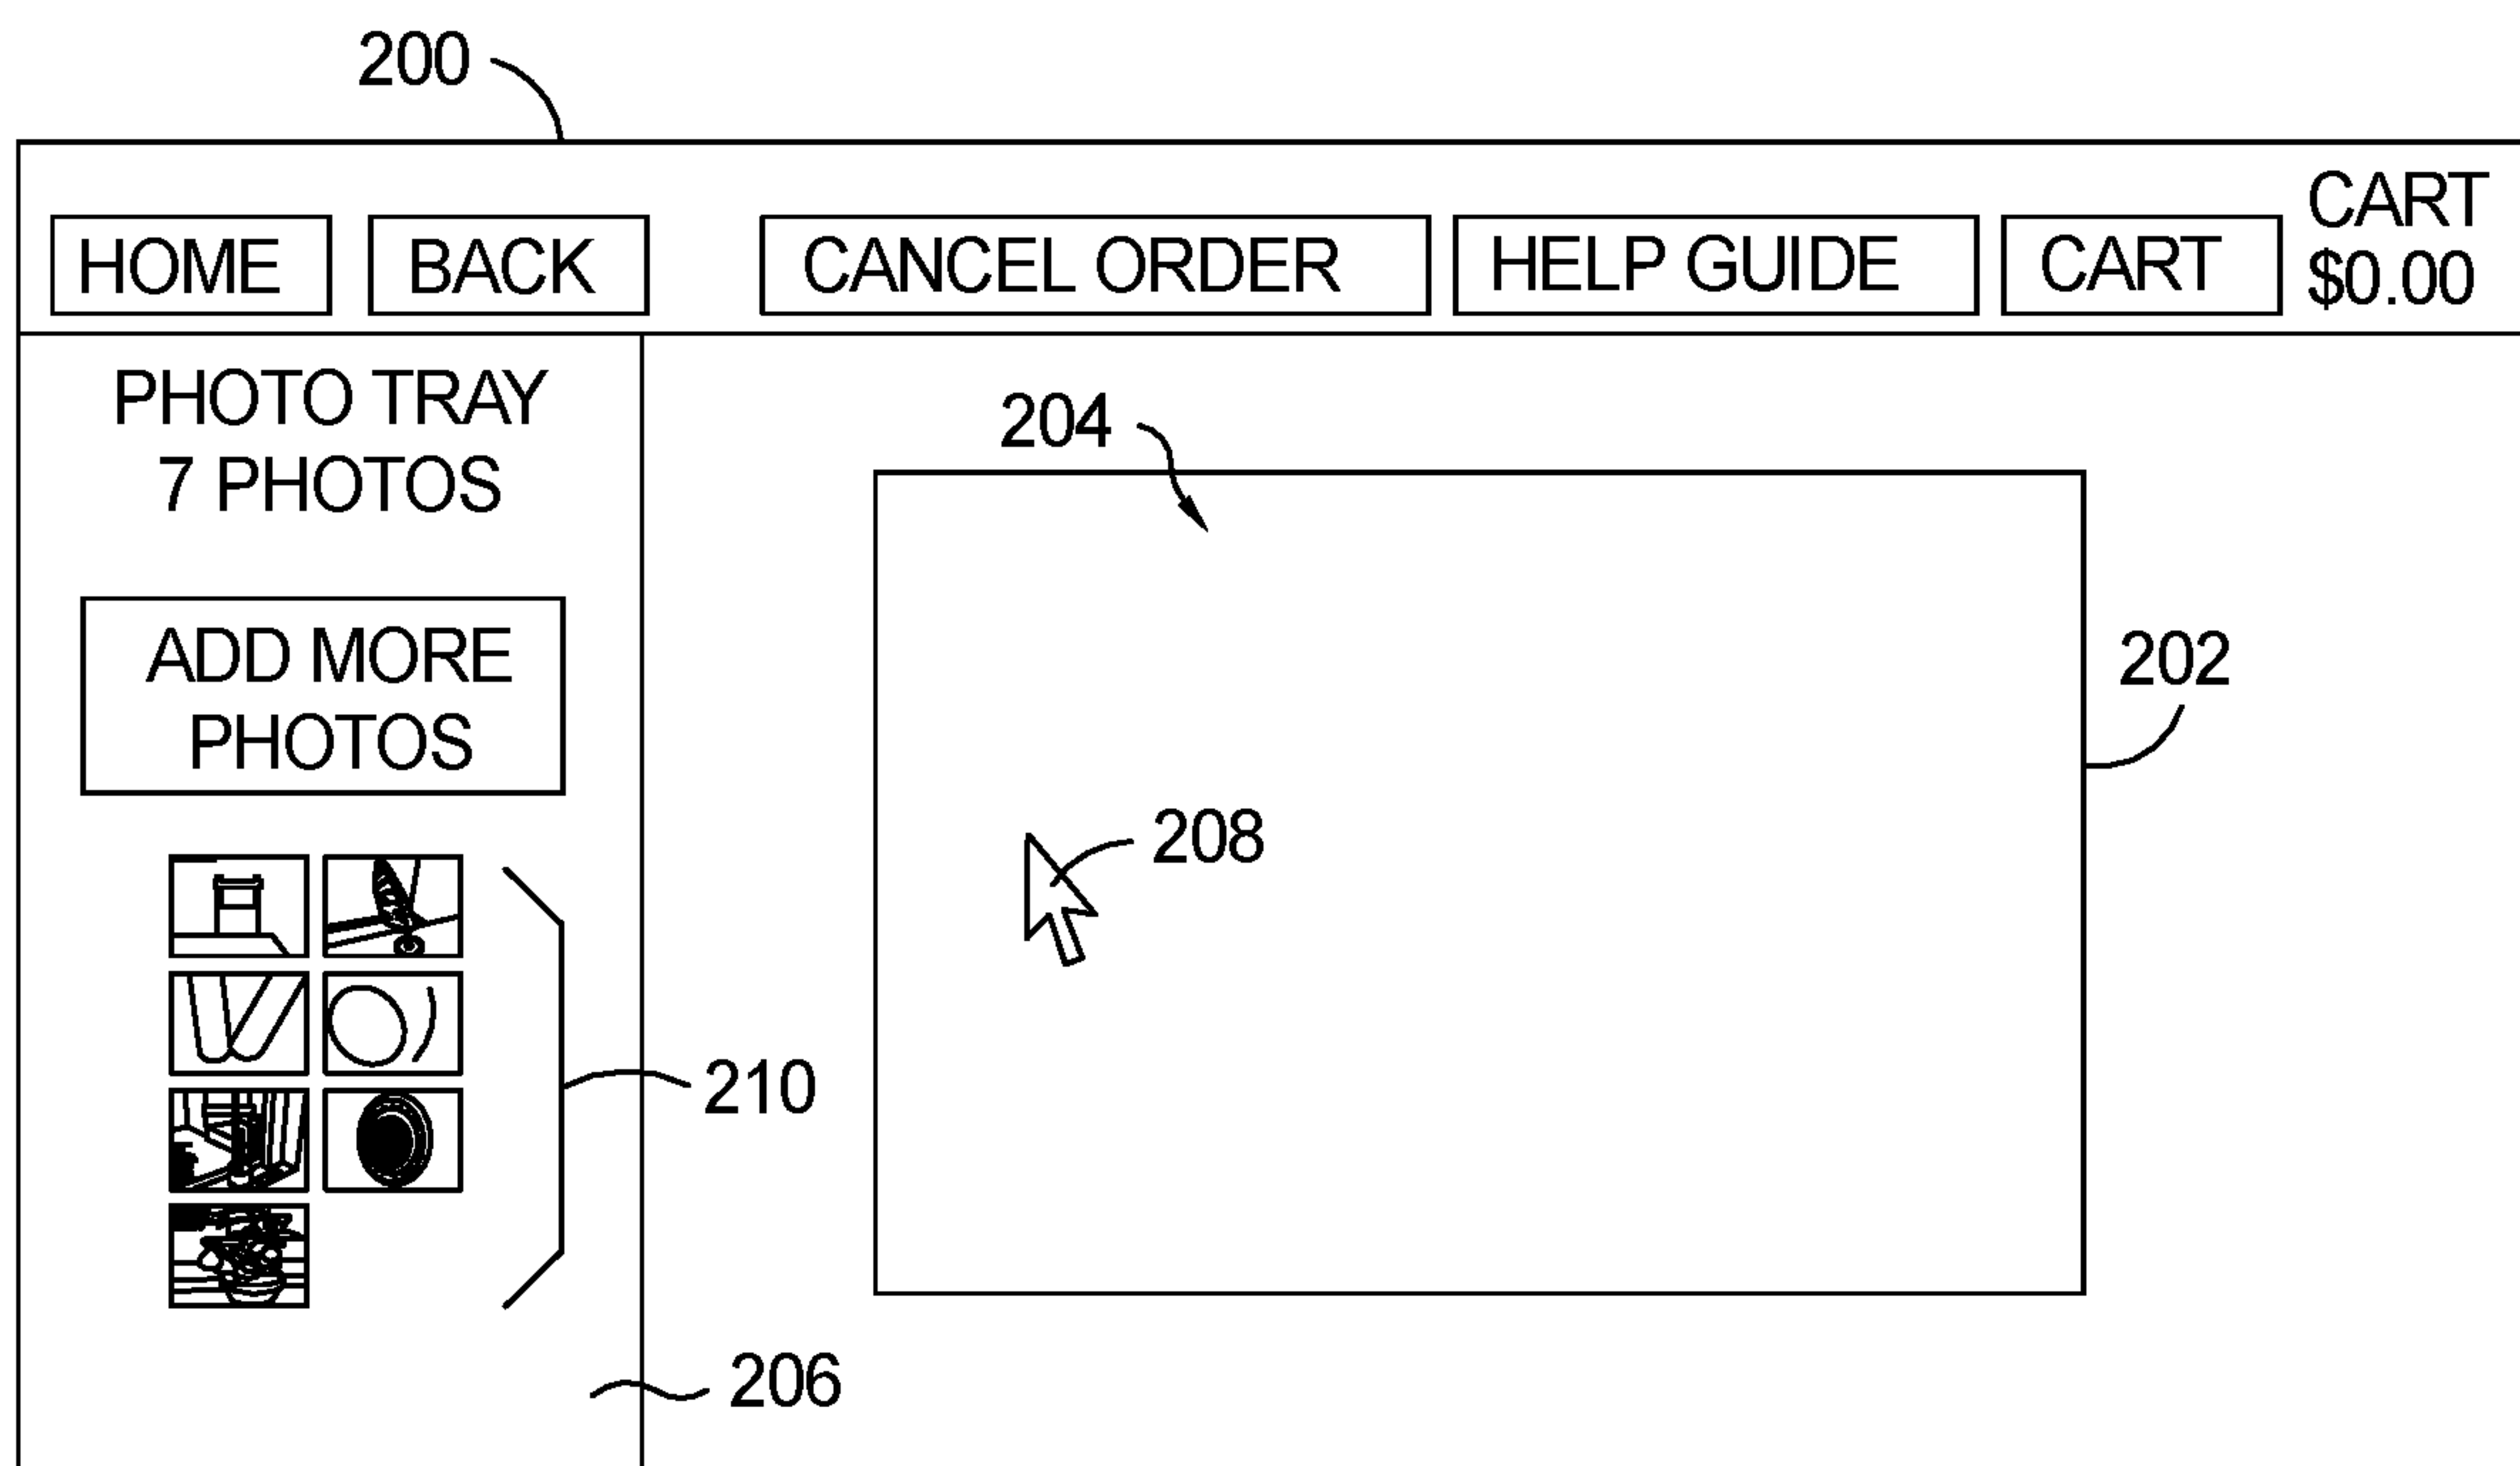 200
HOME
BACK
CANCEL ORDER
HELP GUIDE
CART
CART
$0.00
PHOTO TRAY
7 PHOTOS
ADD MORE
PHOTOS
204
202
208
210
206